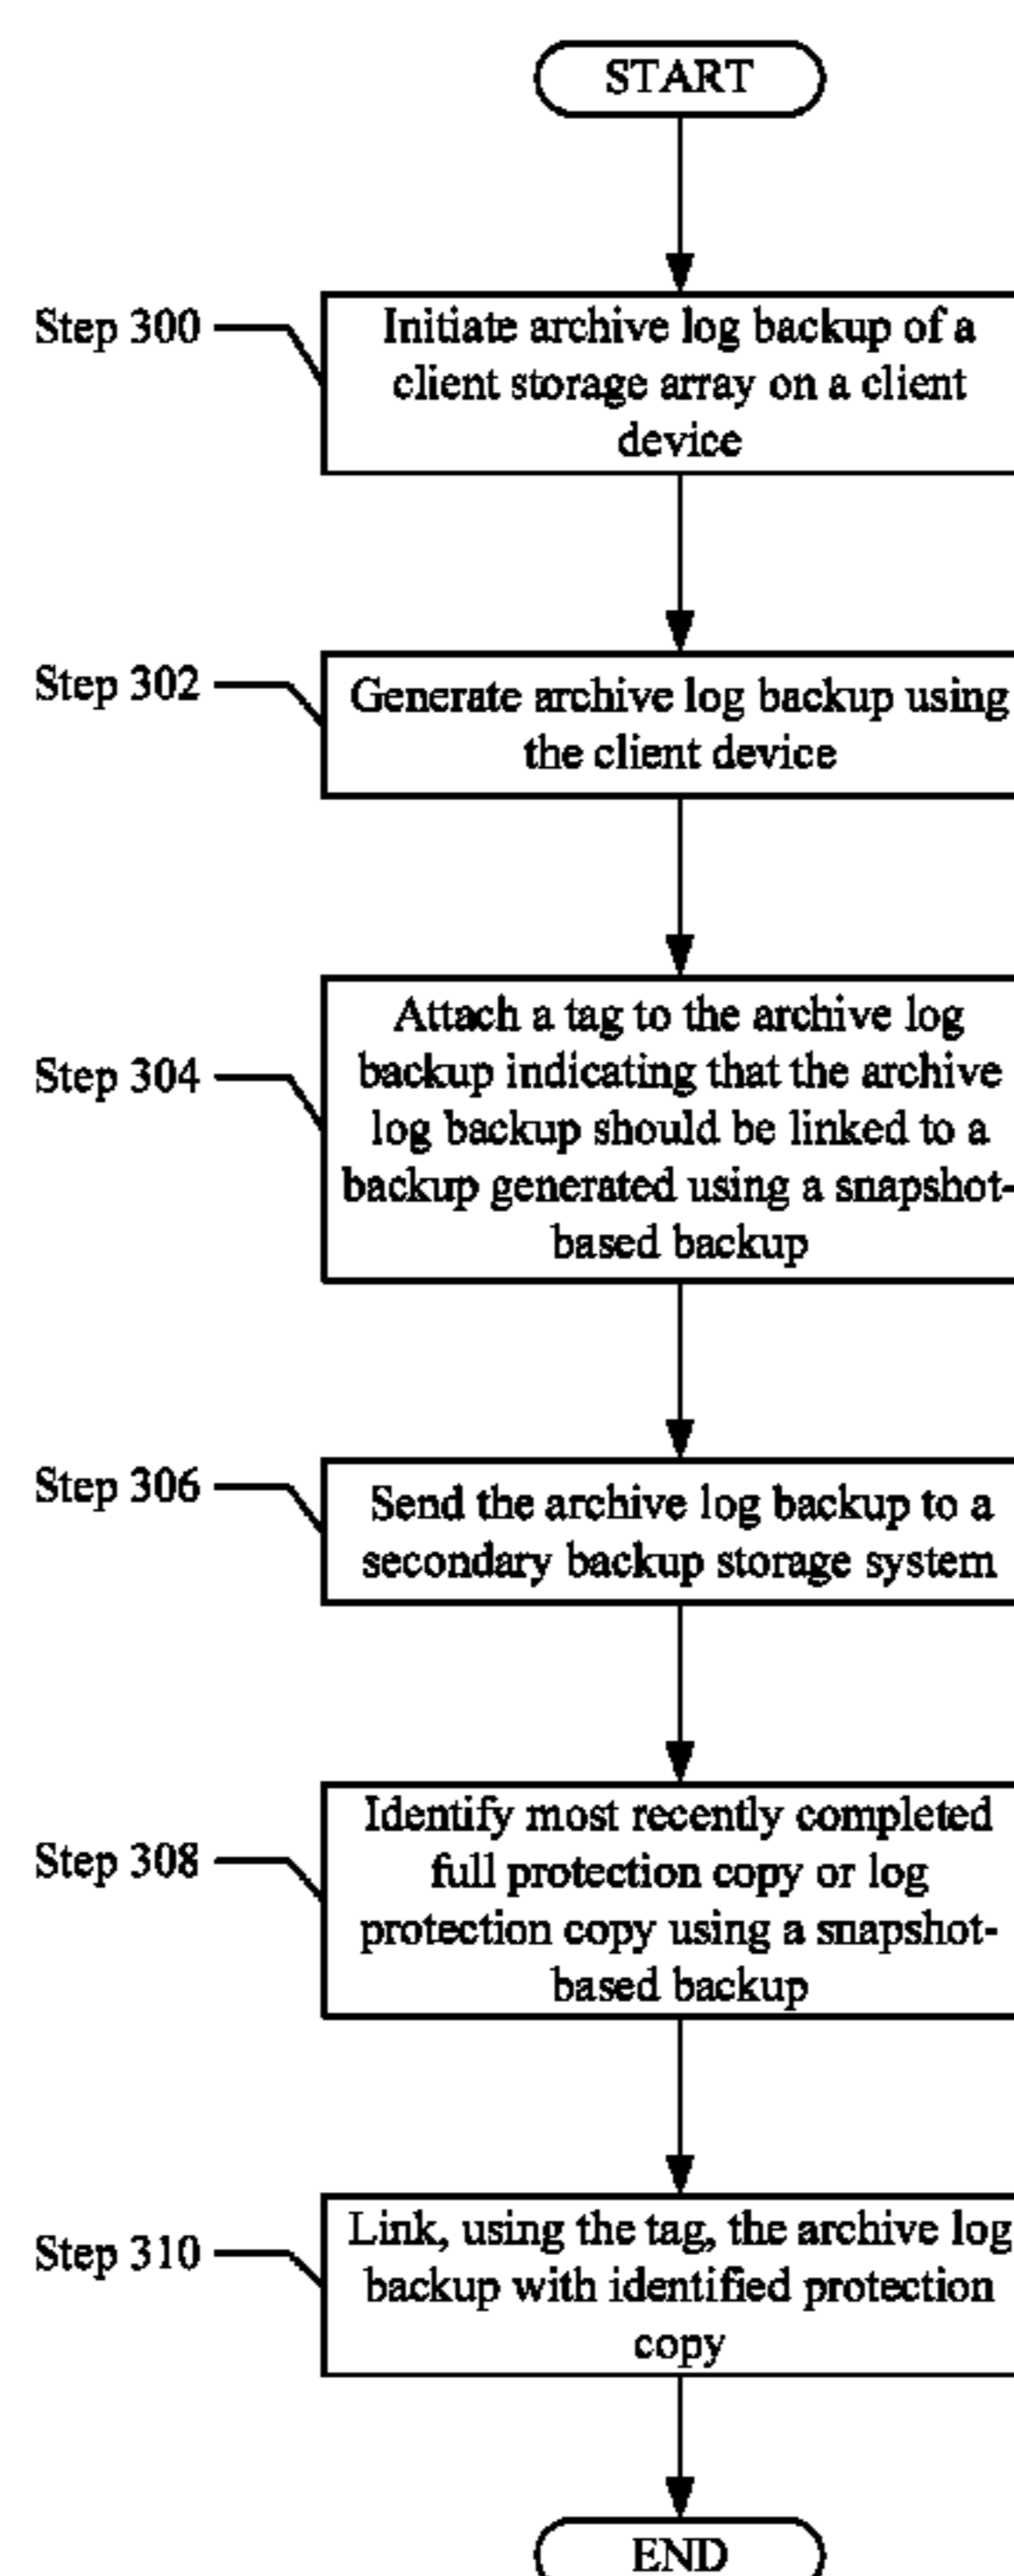 START
Step 300
Initiate archive log backup of a
client storage array on a client
device
Step 302
Generate archive log backup using
the client device
Step 304
Attach a tag to the archive log
backup indicating that the archive
log backup should be linked to a
backup generated using a snapshot-
based backup
Step 306
Send the archive log backup to a
secondary backup storage system
Step 308
Identify most recently completed
full protection copy or log
protection copy using a snapshot-
based backup
Step 310
Link, using the tag, the archive log
backup with identified protection
copy
END